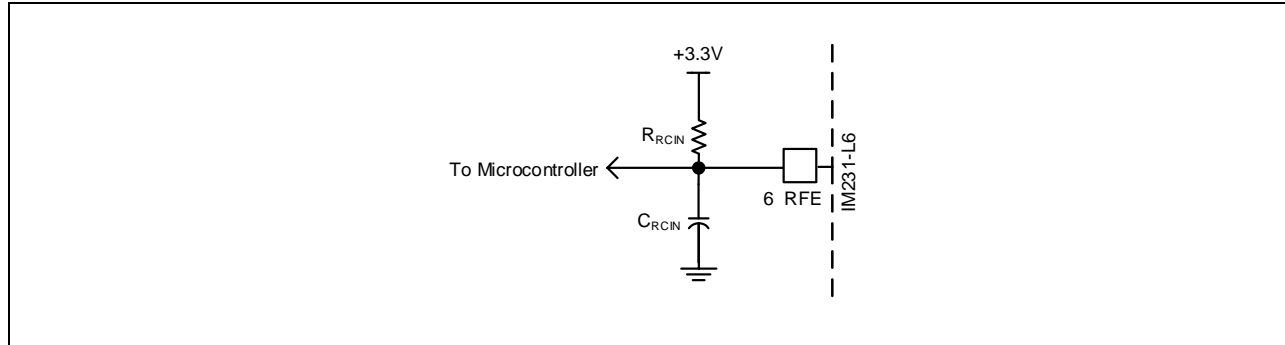 +3.3V
RRCIN
To Microcontroller
6 RFE
IM231-L6
CRCIN